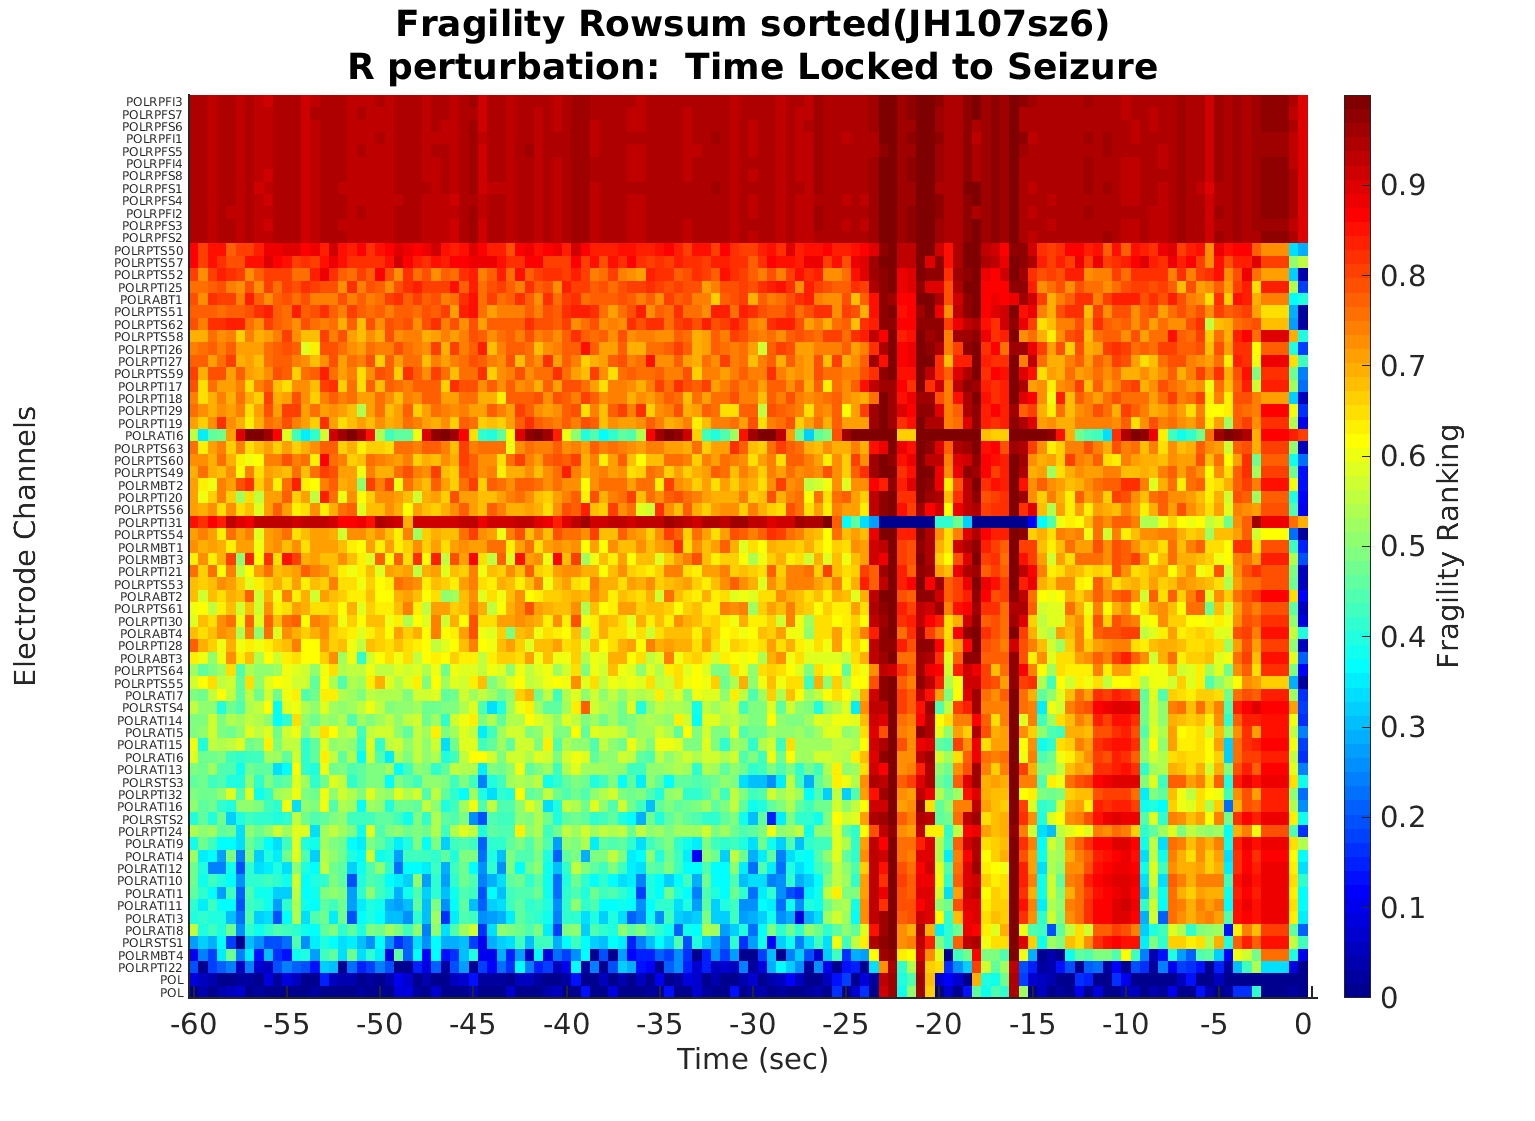 Fragility Rowsum sorted(JH107sz6)
R perturbation:  Time Locked to Seizure
Electrode Channels
POLRPFI3
POLRPFS7
POLRPFS6
POLRPFI1
POLRPFS5
POLRPFI4
POLRPFS8
POLRPFS1
POLRPFS4
POLRPFI2
POLRPFS3
POLRPFS2
POLRPTS50
POLRPTS57
POLRPTS52
POLRPTI25
POLRABT1
POLRPTS51
POLRPTS62
POLRPTS58
POLRPTI26
POLRPTI27
POLRPTS59
POLRPTI17
POLRPTI18
POLRPTI29
POLRPTI19
POLRATI6
POLRPTS63
POLRPTS60
POLRPTS49
POLRMBT2
POLRPTI20
POLRPTS56
POLRPTI31
POLRPTS54
POLRMBT1
POLRMBT3
POLRPTI21
POLRPTS53
POLRABT2
POLRPTS61
POLRPTI30
POLRABT4
POLRPTI28
POLRABT3
POLRPTS64
POLRPTS55
POLRATI7
POLRSTS4
POLRATI14
POLRATI5
POLRATI15
POLRATI6
POLRATI13
POLRSTS3
POLRPTI32
POLRATI16
POLRSTS2
POLRPTI24
POLRATI9
POLRATI4
POLRATI12
POLRATI10
POLRATI1
POLRATI11
POLRATI3
POLRATI8
POLRSTS1
POLRMBT4
POLRPTI22
POL
POL
-60 -55 -50 -45 -40 -35 -30 -25 -20 -15 -10 -5 0
Time (sec)
0.9
0.8
0.7
0.6
0.5
0.4
0.3
0.2
0.1
0
Fragility Ranking